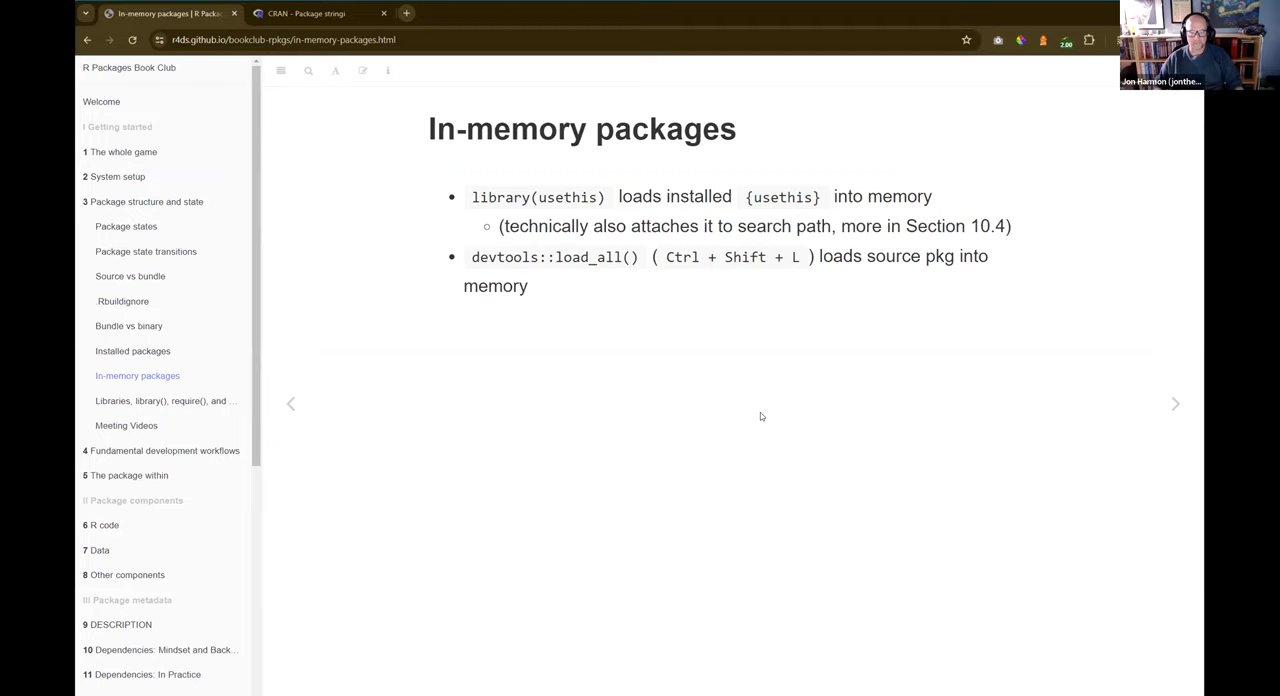 In-memory packages | R Packa
CRAN - Package stringi
r4ds.github.io/bookclub-rpkgs/in-memory-packages.html
2.00
Jon Harmon (jonthe...
R Packages Book Club
Welcome
I Getting started
1 The whole game
2 System setup
3 Package structure and state
Package states
Package state transitions
Source vs bundle
.Rbuildignore
Bundle vs binary
Installed packages
In-memory packages
Libraries, library(), require(), and ...
Meeting Videos
4 Fundamental development workflows
5 The package within
II Package components
6 R code
7 Data
8 Other components
III Package metadata
9 DESCRIPTION
10 Dependencies: Mindset and Back...
11 Dependencies: In Practice
In-memory packages
• library(usethis) loads installed {usethis} into memory
○ (technically also attaches it to search path, more in Section 10.4)
• devtools::load_all() ( Ctrl + Shift + L ) loads source pkg into
memory